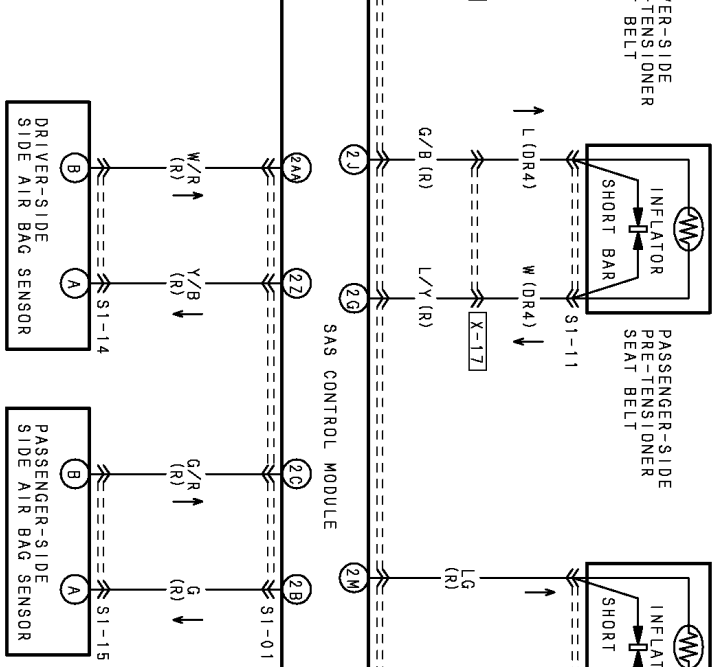 VER-SIDE
-TENSIONER
BELT
INFLATOR
SHORT BAR
PASSENGER-SIDE
PRE-TENSIONER
SEAT BELT
INFLAT
SHORT
L (DR4)
W (DR4)
S1-11
X-17
G/B (R)
L/Y (R)
LG
(R)
2J
2G
2M
SAS CONTROL MODULE
2AA
2Z
2C
2B
S1-01
W/R
(R)
Y/B
(R)
G/R
(R)
G
(R)
S1-14
S1-15
B
A
DRIVER-SIDE
SIDE AIR BAG SENSOR
B
A
PASSENGER-SIDE
SIDE AIR BAG SENSOR